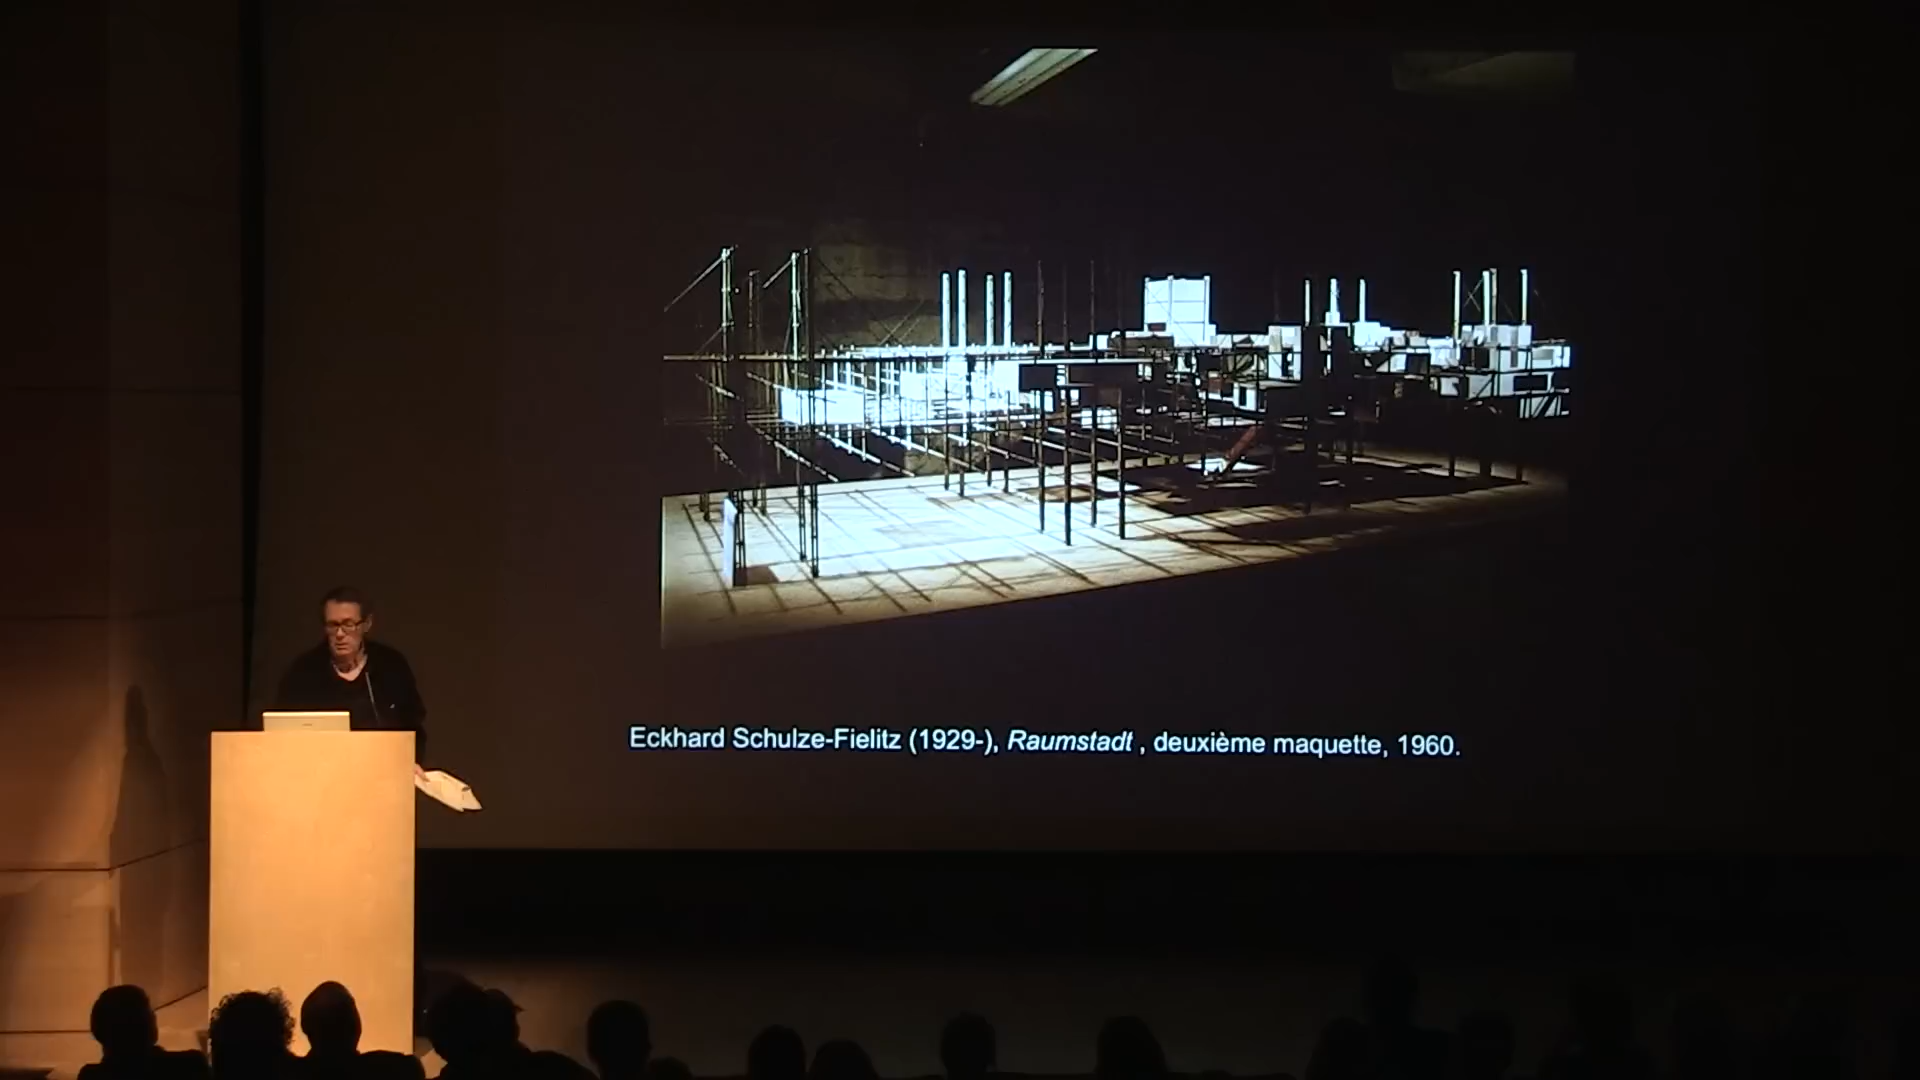 Eckhard Schulze-Fielitz (1929-), Raumstadt , deuxième maquette, 1960.